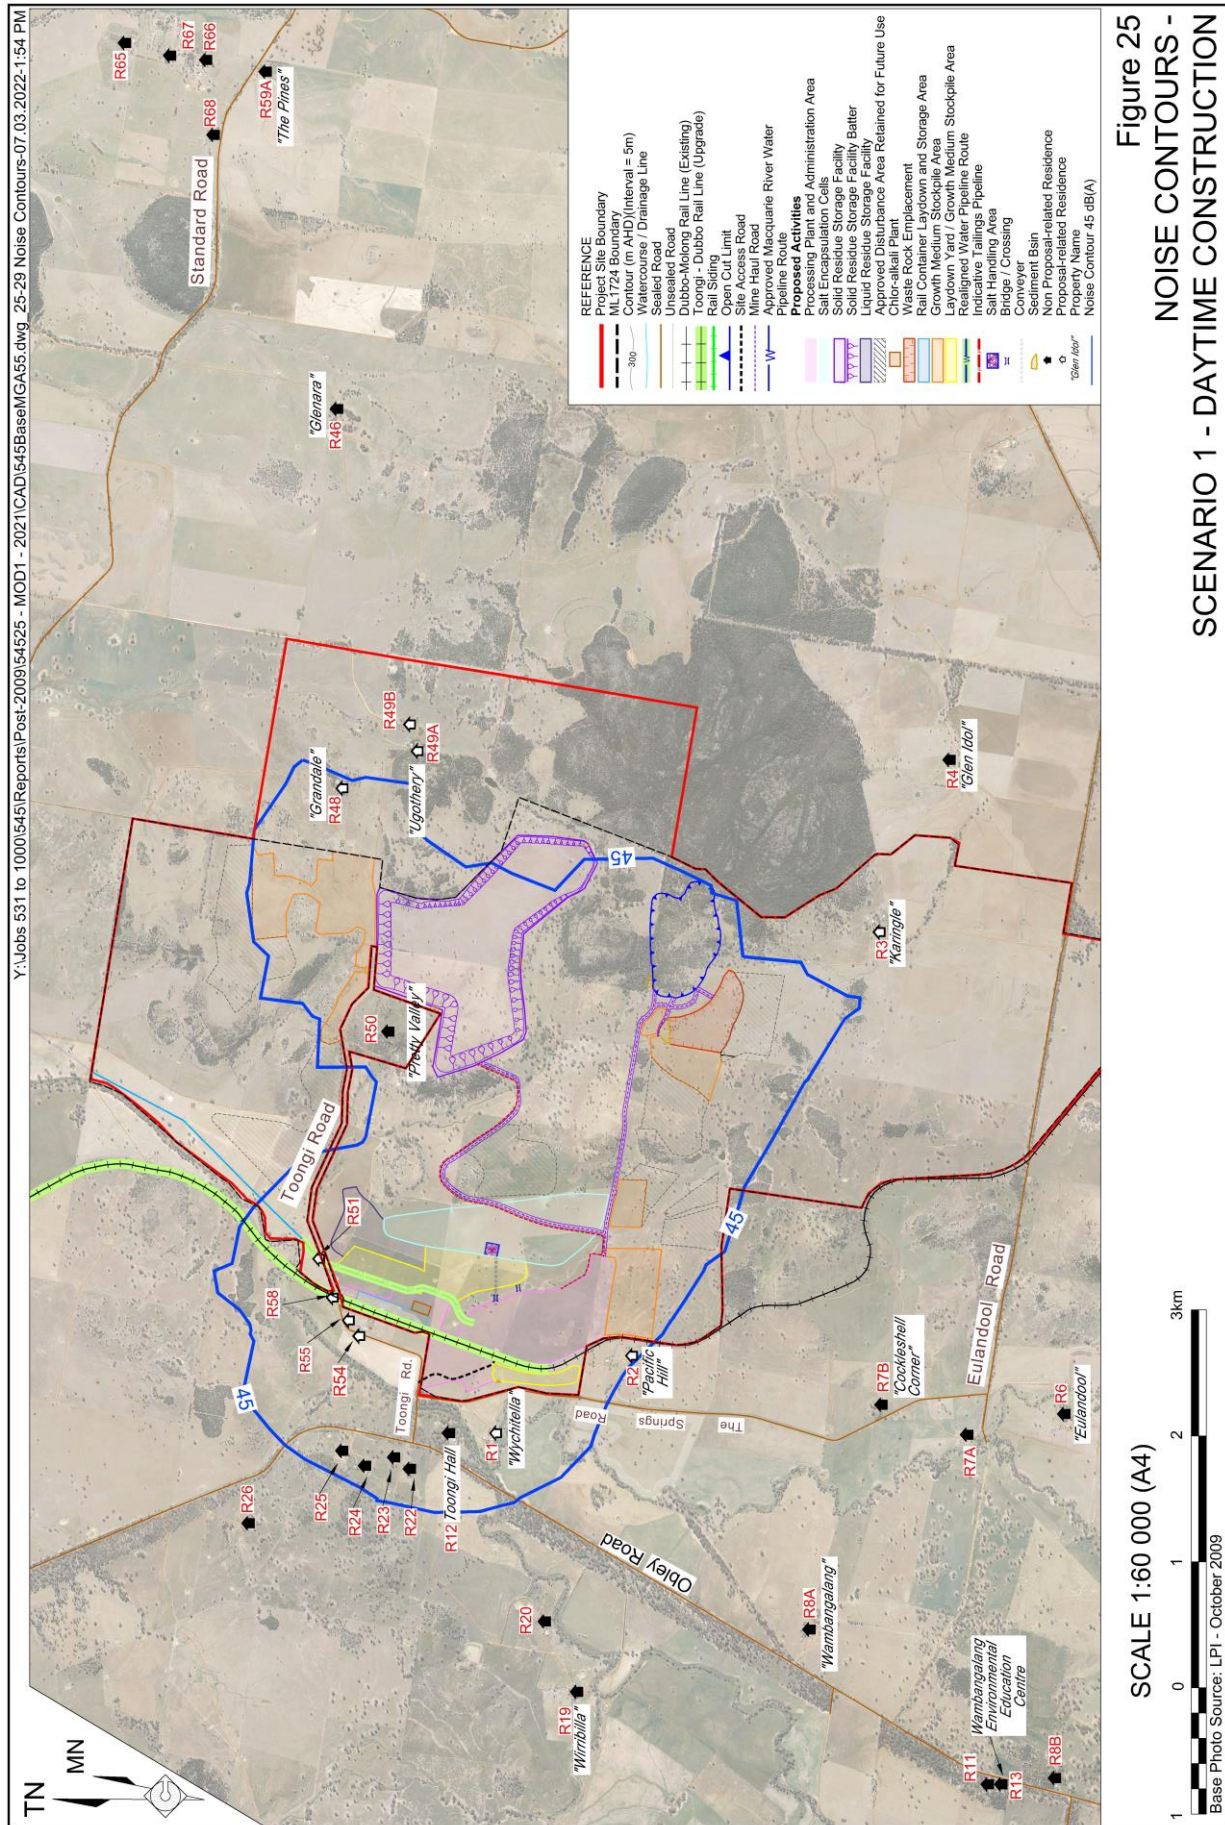 Y:\Jobs 531 to 1000\545\Reports\Post-2009\54525 - MOD1 - 2021\CAD\545BaseMGA55.dwg_25-29 Noise Contours-07.03.2022-1:54 PM
TN
MN
R26
R25
R24
R23
R22
R12
Toongi Hall
R1
"Wychitelia"
R20
R19
"Wirribilla"
Obley Road
Toongi Rd.
R54
R55
R58
R51
Toongi Road
R50
"Pretty Valley"
"Grandale"
R48
"Ugothery"
R49A
R49B
"Glenara"
R46
Standard Road
R65
R67
R66
R68
R59A
"The Pines"
45
45
45
R2
"Pacific
Hill"
The
Springs
Road
R8A
"Wambangalang"
R7B
"Cockleshell
Corner"
R7A
Eulandool Road
R6
"Eulandool"
R3
"Karingle"
R4
"Glen Idol"
R11
R13
Wambangalang
Environmental
Education
Centre
R8B
REFERENCE
Project Site Boundary
ML1724 Boundary
300
Contour (m AHD)(Interval = 5m)
Watercourse / Drainage Line
Sealed Road
Unsealed Road
Dubbo-Molong Rail Line (Existing)
Toongi - Dubbo Rail Line (Upgrade)
Rail Siding
Open Cut Limit
Site Access Road
Mine Haul Road
W
Approved Macquarie River Water
Pipeline Route
Proposed Activities
Processing Plant and Administration Area
Salt Encapsulation Cells
Solid Residue Storage Facility
Solid Residue Storage Facility Batter
Liquid Residue Storage Facility
Approved Disturbance Area Retained for Future Use
Chlor-alkali Plant
Waste Rock Emplacement
Rail Container Laydown and Storage Area
Growth Medium Stockpile Area
Laydown Yard / Growth Medium Stockpile Area
W
Realigned Water Pipeline Route
Indicative Tailings Pipeline
Salt Handling Area
Bridge / Crossing
Conveyor
Sediment Bsin
Non Proposal-related Residence
Proposal-related Residence
"Glen Idol"
Property Name
Noise Contour 45 dB(A)
SCALE 1:60 000 (A4)
1 0 1 2 3km
Base Photo Source: LPI - October 2009
Figure 25
NOISE CONTOURS -
SCENARIO 1 - DAYTIME CONSTRUCTION